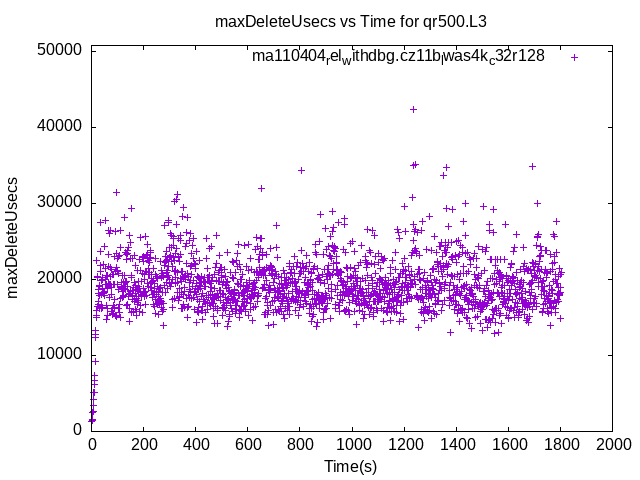 maxDeleteUsecs vs Time for qr500.L3
ma110404_rel_withdbg.cz11b_lwas4k_c32r128
50000
40000
30000
20000
10000
0
maxDeleteUsecs
0 200 400 600 800 1000 1200 1400 1600 1800 2000
Time(s)